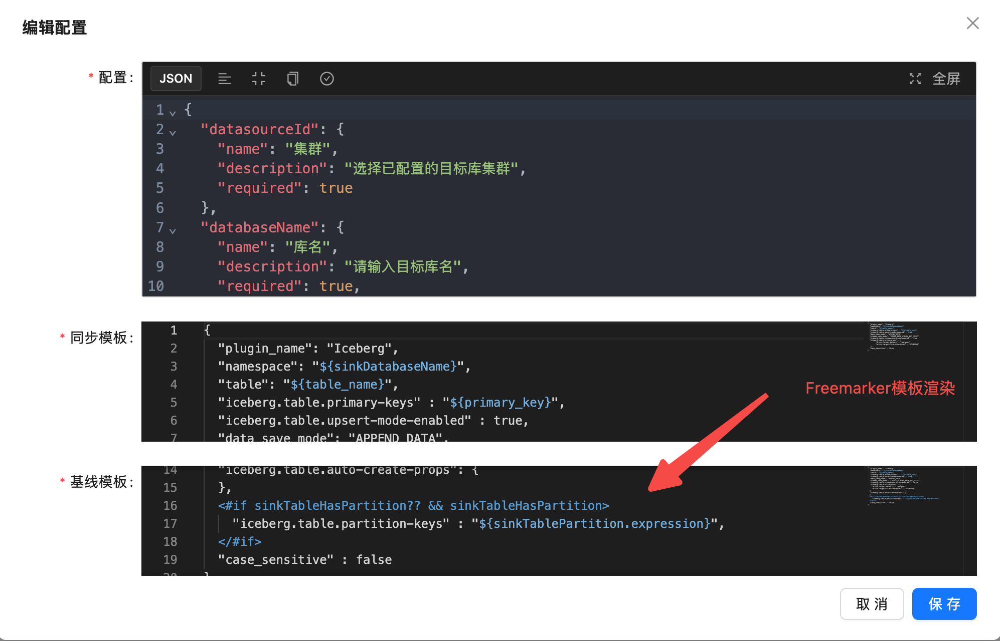 编辑配置
* 配置:
JSON
全屏
1 {
2 "datasourceId": {
3 "name": "集群",
4 "description": "选择已配置的目标库集群",
5 "required": true
6 },
7 "databaseName": {
8 "name": "库名",
9 "description": "请输入目标库名",
10 "required": true,
* 同步模板:
1 {
2 "plugin_name": "Iceberg",
3 "namespace": "${sinkDatabaseName}",
4 "table": "${table_name}",
5 "iceberg.table.primary-keys" : "${primary_key}",
6 "iceberg.table.upsert-mode-enabled" : true,
7 "data_save_mode": "APPEND_DATA",
Freemarker模板渲染
* 基线模板:
14 "iceberg.table.auto-create-props": {
15 },
16 <#if sinkTableHasPartition?? && sinkTableHasPartition>
17 "iceberg.table.partition-keys" : "${sinkTablePartition.expression}",
18 </#if>
19 "case_sensitive" : false
20 }
取 消
保 存